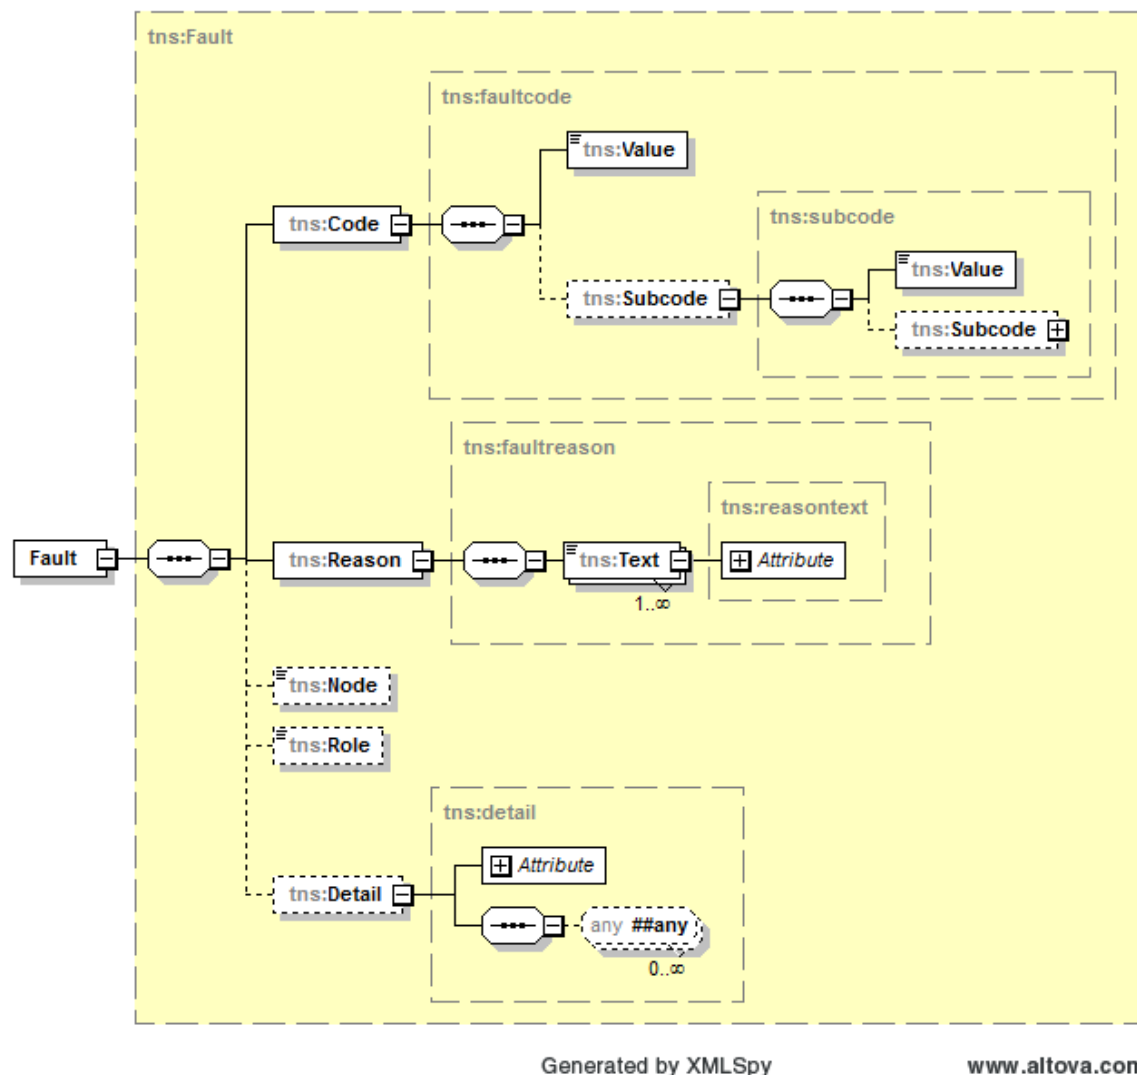 tns:Fault
tns:faultcode
tns:Value
tns:subcode
tns:Code
tns:Value
tns:Subcode
tns:Subcode
tns:faultreason
tns:reasontext
Fault
tns:Reason
tns:Text
Attribute
1..∞
tns:Node
tns:Role
tns:detail
Attribute
tns:Detail
any ##any
0..∞
Generated by XMLSpy
www.altova.com